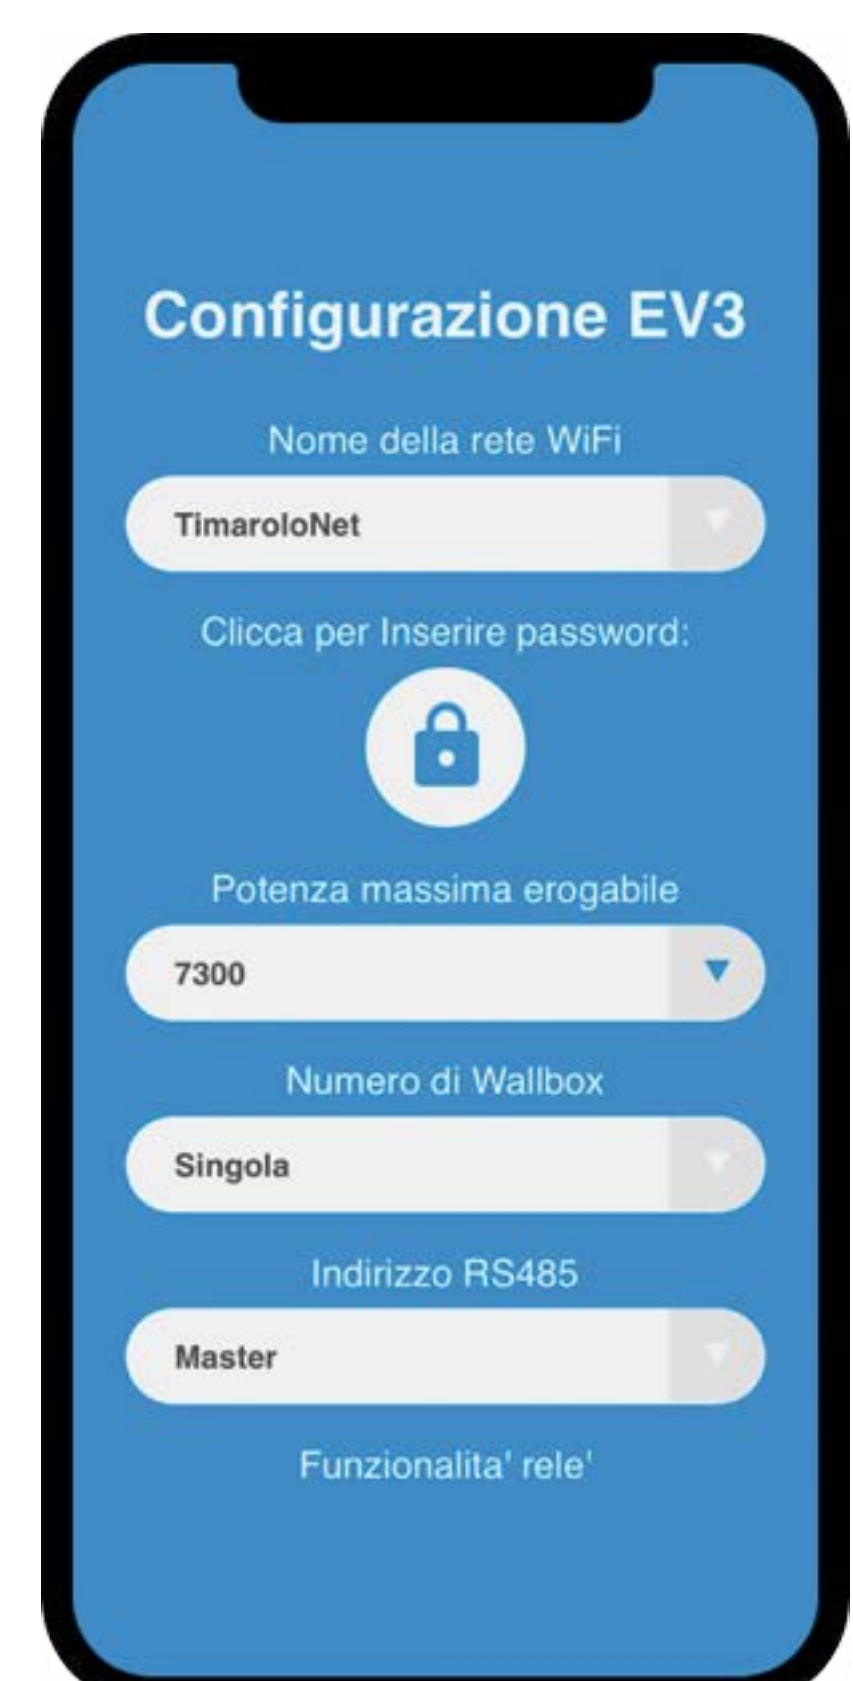 Configurazione EV3
Nome della rete WiFi
TimaroloNet
Clicca per Inserire password:
Potenza massima erogabile
7300
Numero di Wallbox
Singola
Indirizzo RS485
Master
Funzionalita' rele'